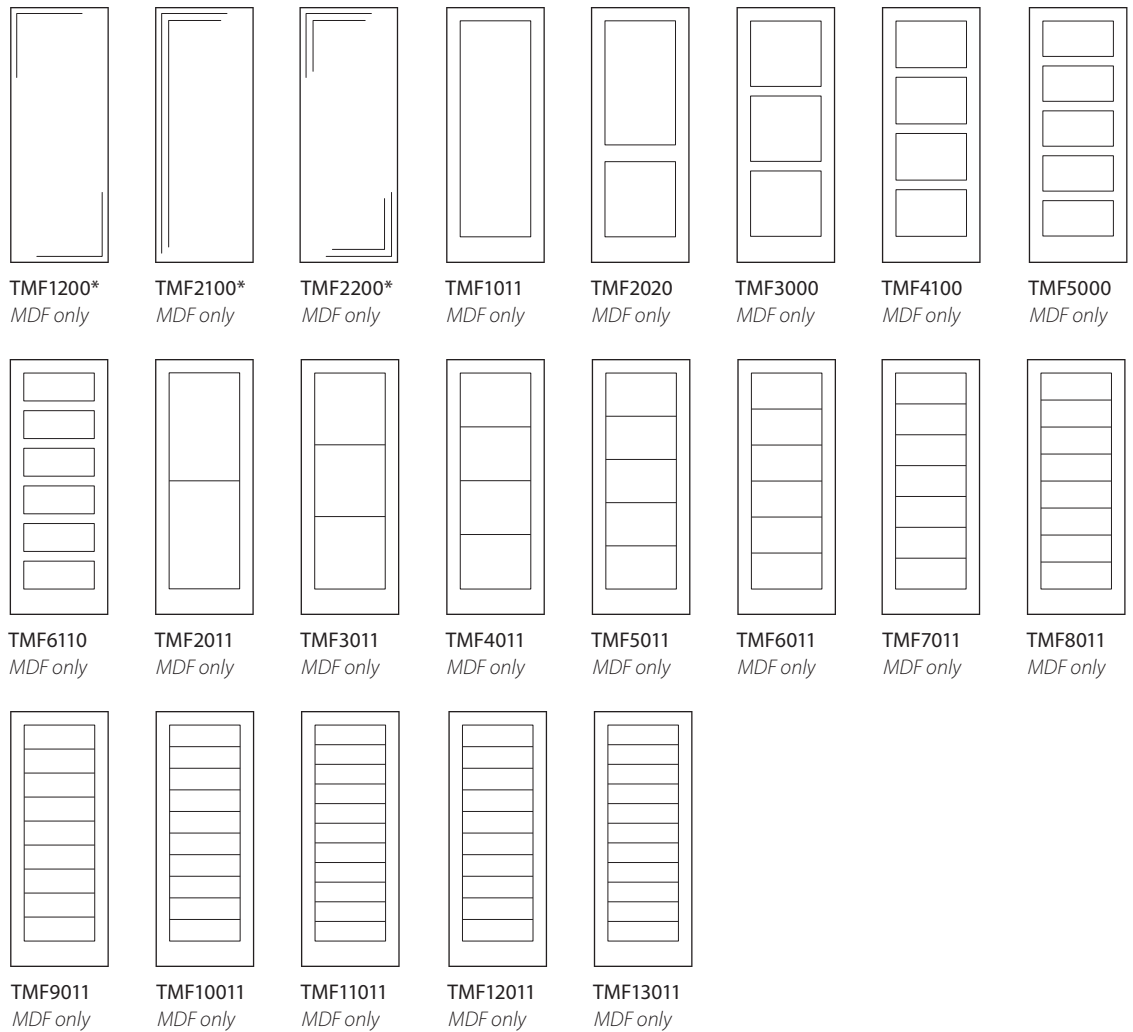 TMF1200* TMF2100* TMF2200* TMF1011 TMF2020 TMF3000 TMF4100 TMF5000
MDF only MDF only MDF only MDF only MDF only MDF only MDF only MDF only
TMF6110 TMF2011 TMF3011 TMF4011 TMF5011 TMF6011 TMF7011 TMF8011
MDF only MDF only MDF only MDF only MDF only MDF only MDF only MDF only
TMF9011 TMF10011 TMF11011 TMF12011 TMF13011
MDF only MDF only MDF only MDF only MDF only